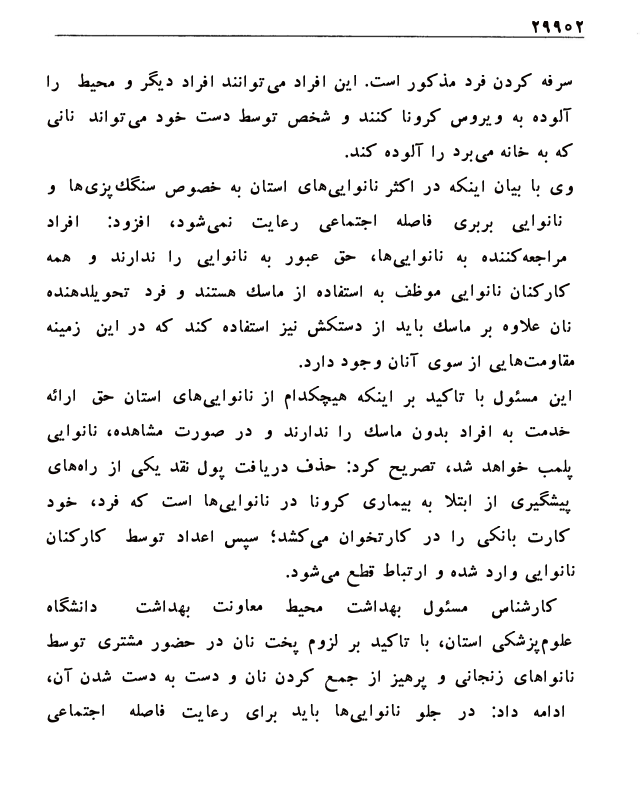 ۲۹۹۰۲
سرفه کردن فرد مذکور است. این افراد می‌توانند افراد دیگر و محیط را
آلوده به ویروس کرونا کنند و شخص توسط دست خود می‌تواند نانی
که به خانه می‌برد را آلوده کند.
وی با بیان اینکه در اکثر نانوایی‌های استان به خصوص سنگک‌پزی‌ها و
نانوایی بربری فاصله اجتماعی رعایت نمی‌شود، افزود: افراد
مراجعه‌کننده به نانوایی‌ها، حق عبور به نانوایی را ندارند و همه
کارکنان نانوایی موظف به استفاده از ماسک هستند و فرد تحویلدهنده
نان علاوه بر ماسک باید از دستکش نیز استفاده کند که در این زمینه
مقاومت‌هایی از سوی آنان وجود دارد.
این مسئول با تاکید بر اینکه هیچکدام از نانوایی‌های استان حق ارائه
خدمت به افراد بدون ماسک را ندارند و در صورت مشاهده، نانوایی
پلمب خواهد شد، تصریح کرد: حذف دریافت پول نقد یکی از راه‌های
پیشگیری از ابتلا به بیماری کرونا در نانوایی‌ها است که فرد، خود
کارت بانکی را در کارتخوان می‌کشد؛ سپس اعداد توسط کارکنان
نانوایی وارد شده و ارتباط قطع می‌شود.
کارشناس مسئول بهداشت محیط معاونت بهداشت دانشگاه
علوم‌پزشکی استان، با تاکید بر لزوم پخت نان در حضور مشتری توسط
نانواهای زنجانی و پرهیز از جمع کردن نان و دست به دست شدن آن،
ادامه داد: در جلو نانوایی‌ها باید برای رعایت فاصله اجتماعی